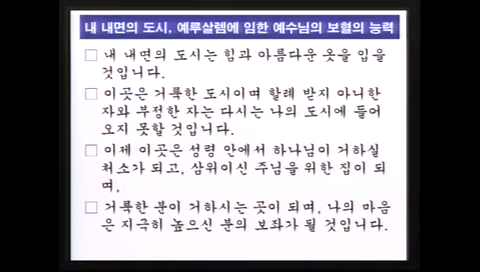 내 내면의 도시, 예루살렘에 임한 예수님의 보혈의 능력
□ 내 내면의 도시는 힘과 아름다운 옷을 입을
것입니다.
□ 이곳은 거룩한 도시이며 할례 받지 아니한
자와 부정한 자는 다시는 나의 도시에 들어
오지 못할 것입니다.
□ 이제 이곳은 성령 안에서 하나님이 거하실
처소가 되고, 삼위이신 주님을 위한 집이 되
며,
□ 거룩한 분이 거하시는 곳이 되며, 나의 마음
은 지극히 높으신 분의 보좌가 될 것입니다.